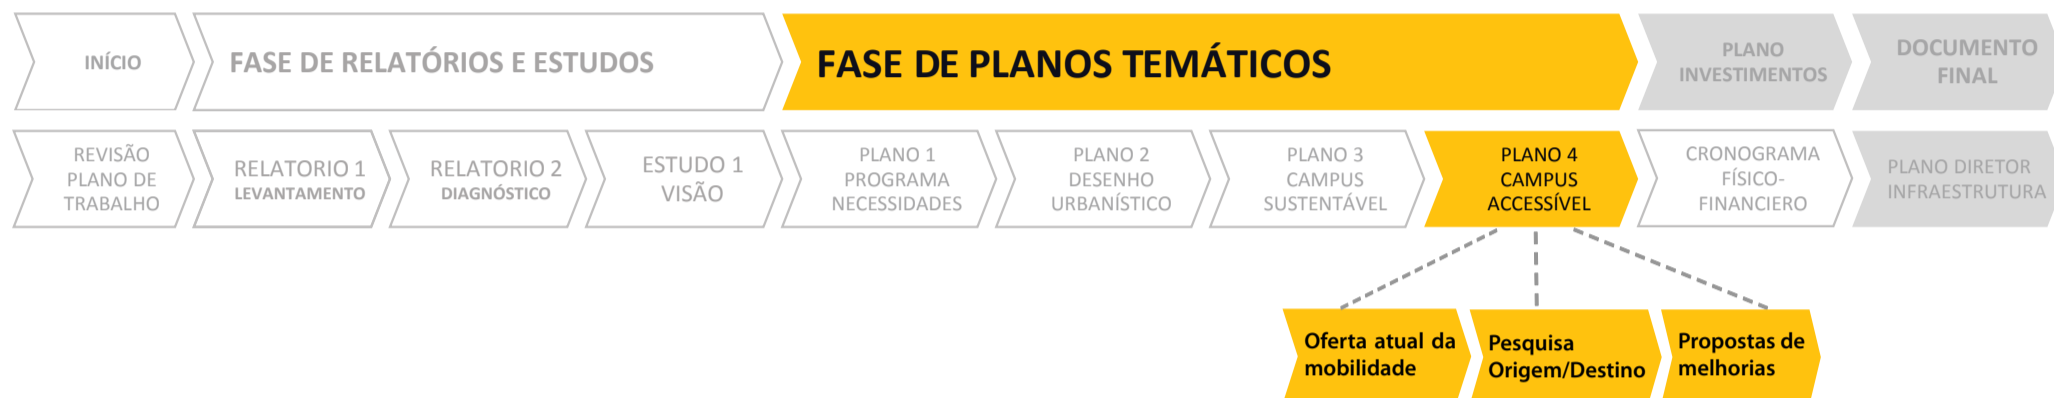 INÍCIO
FASE DE RELATÓRIOS E ESTUDOS
FASE DE PLANOS TEMÁTICOS
PLANO
INVESTIMENTOS
DOCUMENTO
FINAL
REVISÃO
PLANO DE
TRABALHO
RELATORIO 1
LEVANTAMENTO
RELATORIO 2
DIAGNÓSTICO
ESTUDO 1
VISÃO
PLANO 1
PROGRAMA
NECESSIDADES
PLANO 2
DESENHO
URBANÍSTICO
PLANO 3
CAMPUS
SUSTENTÁVEL
PLANO 4
CAMPUS
ACCESSÍVEL
CRONOGRAMA
FÍSICO-
FINANCIERO
PLANO DIRETOR
INFRAESTRUTURA
Oferta atual da
mobilidade
Pesquisa
Origem/Destino
Propostas de
melhorias